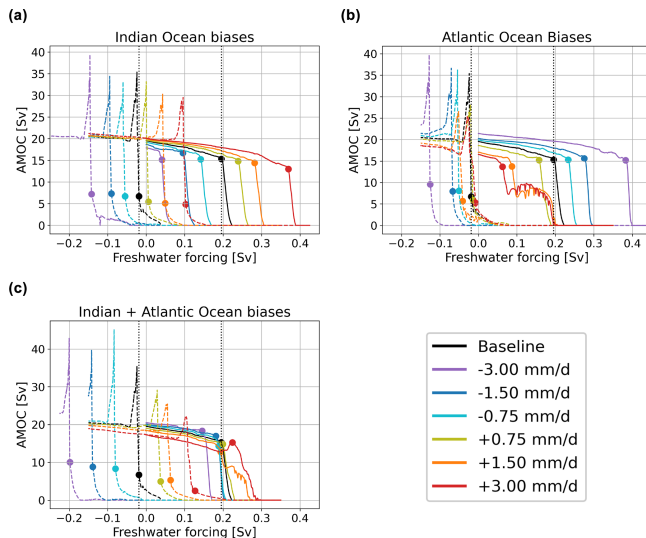 (a)
Indian Ocean biases
AMOC [Sv]
40
35
30
25
20
15
10
5
0
−0.2 −0.1 0.0 0.1 0.2 0.3 0.4
Freshwater forcing [Sv]
(b)
Atlantic Ocean Biases
AMOC [Sv]
40
35
30
25
20
15
10
5
0
−0.2 −0.1 0.0 0.1 0.2 0.3 0.4
Freshwater forcing [Sv]
(c)
Indian + Atlantic Ocean biases
AMOC [Sv]
40
30
20
10
0
−0.2 −0.1 0.0 0.1 0.2 0.3 0.4
Freshwater forcing [Sv]
Baseline
-3.00 mm/d
-1.50 mm/d
-0.75 mm/d
+0.75 mm/d
+1.50 mm/d
+3.00 mm/d